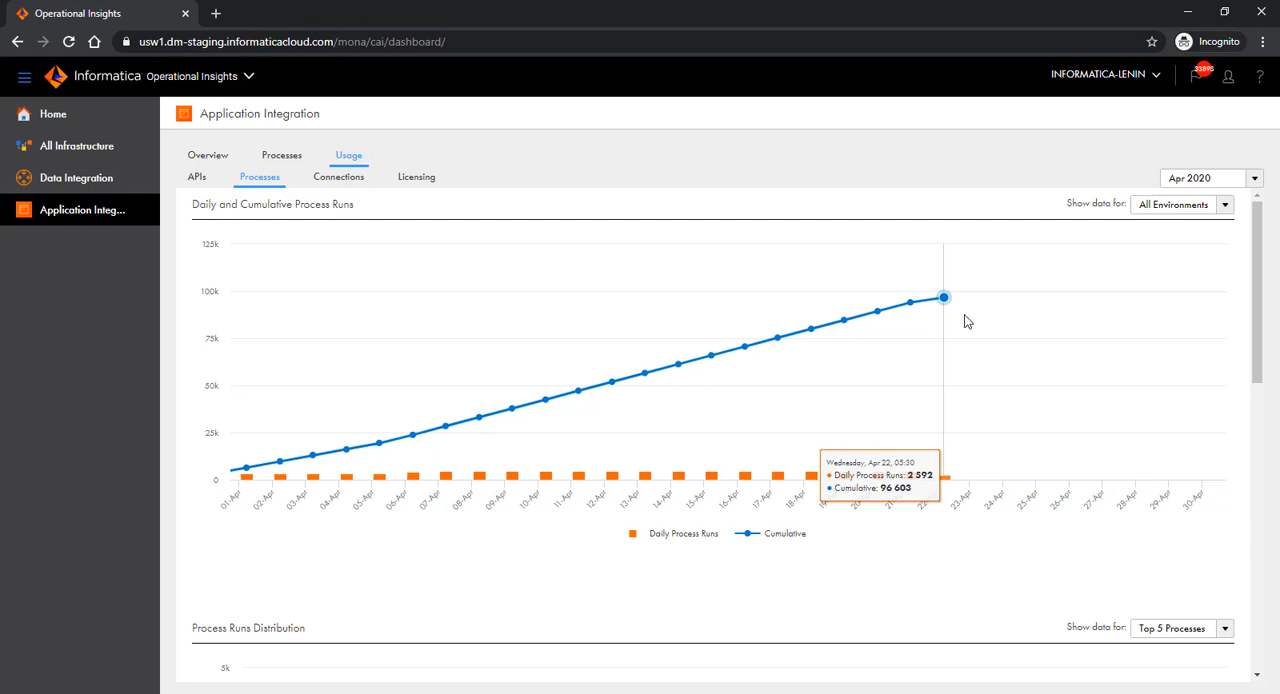 Operational Insights
usw1.dm-staging.informaticacloud.com/mona/cai/dashboard/
Incognito
Informatica Operational Insights
INFORMATICA-LENIN
33893
?
Home
All Infrastructure
Data Integration
Application Integ...
Application Integration
Overview Processes Usage
APIs Processes Connections Licensing
Apr 2020
Daily and Cumulative Process Runs
Show data for: All Environments
125k
100k
75k
50k
25k
0
01-Apr 02-Apr 03-Apr 04-Apr 05-Apr 06-Apr 07-Apr 08-Apr 09-Apr 10-Apr 11-Apr 12-Apr 13-Apr 14-Apr 15-Apr 16-Apr 17-Apr 18-Apr 23-Apr 24-Apr 25-Apr 26-Apr 27-Apr 28-Apr 29-Apr 30-Apr
Wednesday, Apr 22, 05:30
Daily Process Runs: 2 592
Cumulative: 96 603
Daily Process Runs Cumulative
Process Runs Distribution
Show data for: Top 5 Processes
5k